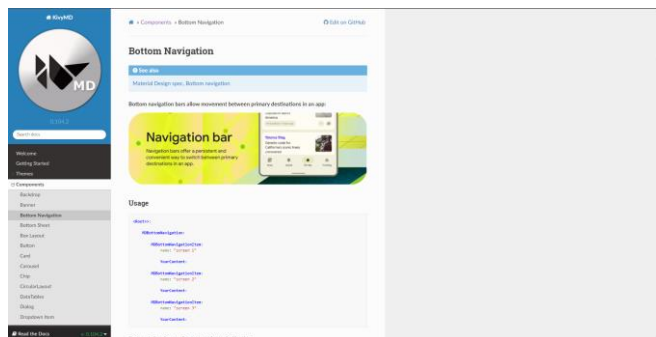 KivyMD
MD
0.104.2
Search docs
Welcome
Getting Started
Themes
Components
Backdrop
Banner
Bottom Navigation
Bottom Sheet
Box Layout
Button
Card
Carousel
Chip
CircularLayout
DataTables
Dialog
Dropdown Item
Read the Docs
» Components » Bottom Navigation
Edit on GitHub
Bottom Navigation
See also
Material Design spec, Bottom navigation
Bottom navigation bars allow movement between primary destinations in an app:
Navigation bar
Navigation bars offer a persistent and
convenient way to switch between primary
destinations in an app.
Usage
<Root>>:
MDBottomNavigation:
MDBottomNavigationItem:
name: "screen 1"
YourContent:
MDBottomNavigationItem:
name: "screen 2"
YourContent:
MDBottomNavigationItem:
name: "screen 3"
YourContent: